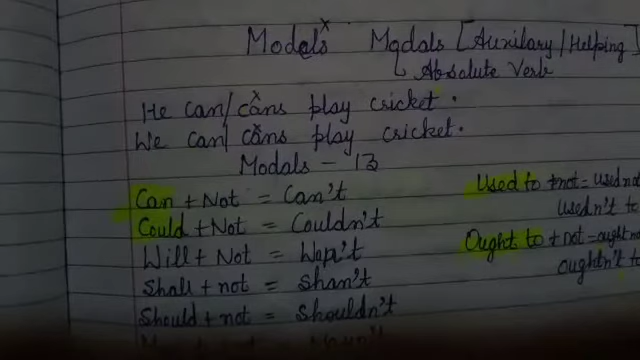 Models x Modals [Auxilary/Helping]
Absolute Verb
He can/cans x play cricket.
We can/cans x play cricket.
Modals - 13
Can + Not = Can't
Could + Not = Couldn't
Will + Not = Won't
Shall + not = Shan't
Should + not = Shouldn't
Used to + not = used not
usedn't to
Ought to + not = ought not
oughtn't to